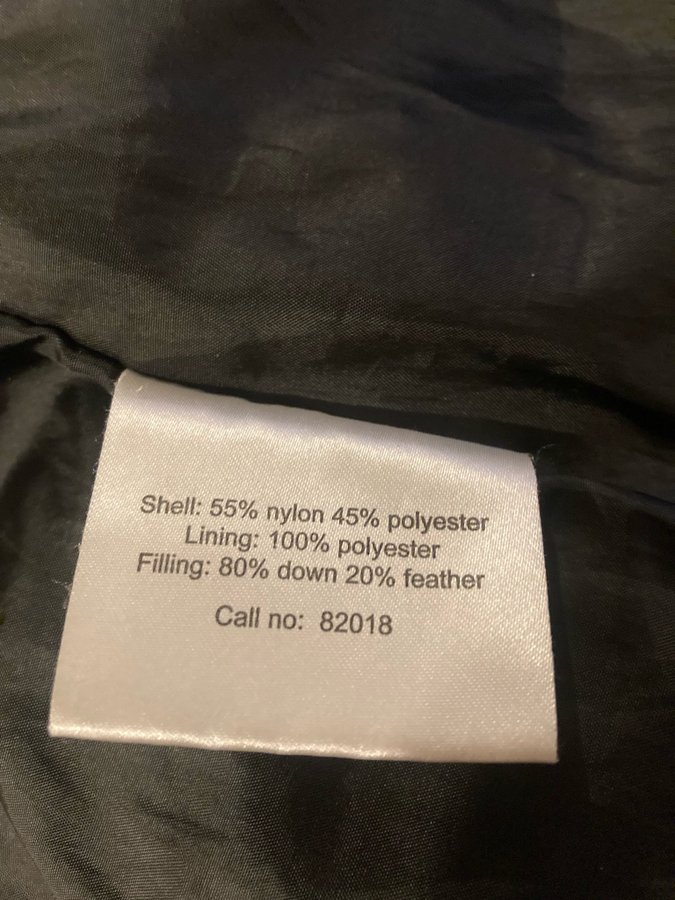 Shell: 55% nylon 45% polyester
Lining: 100% polyester
Filling: 80% down 20% feather
Call no: 82018